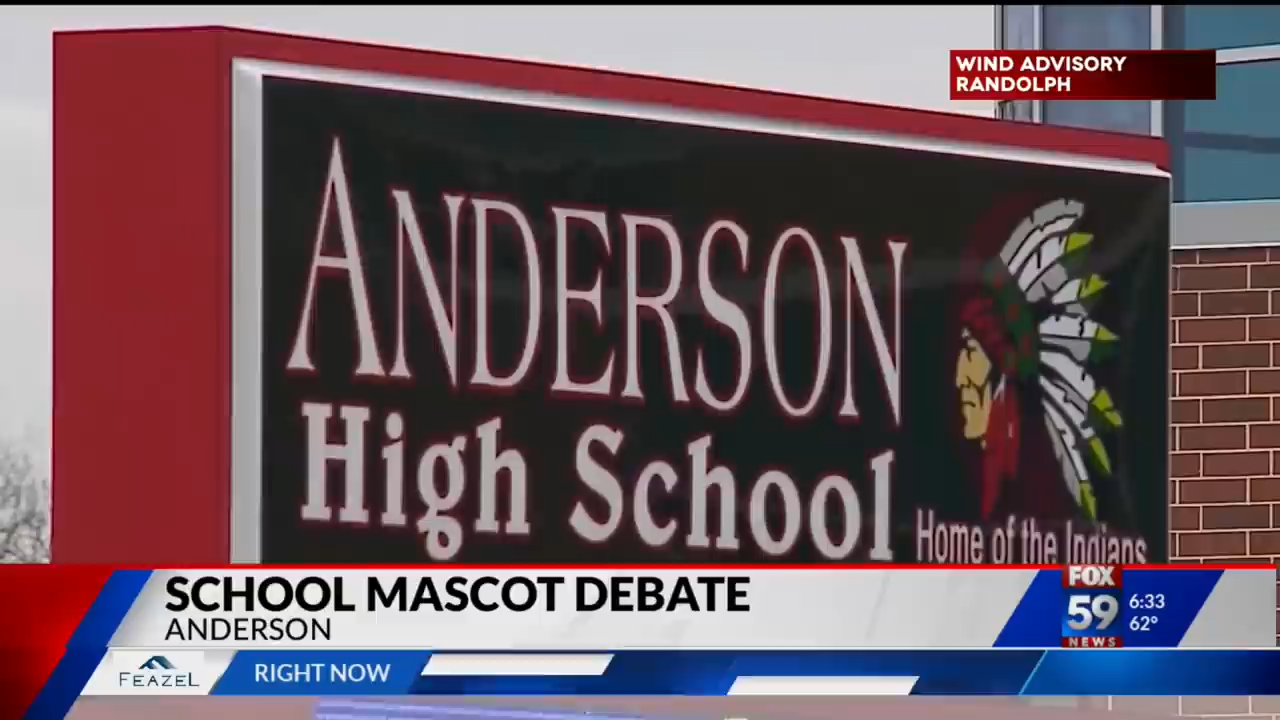 WIND ADVISORY
RANDOLPH
ANDERSON
High School
Home of the Indians
SCHOOL MASCOT DEBATE
ANDERSON
FOX
59
NEWS
6:33
62°
FEAZEL
RIGHT NOW